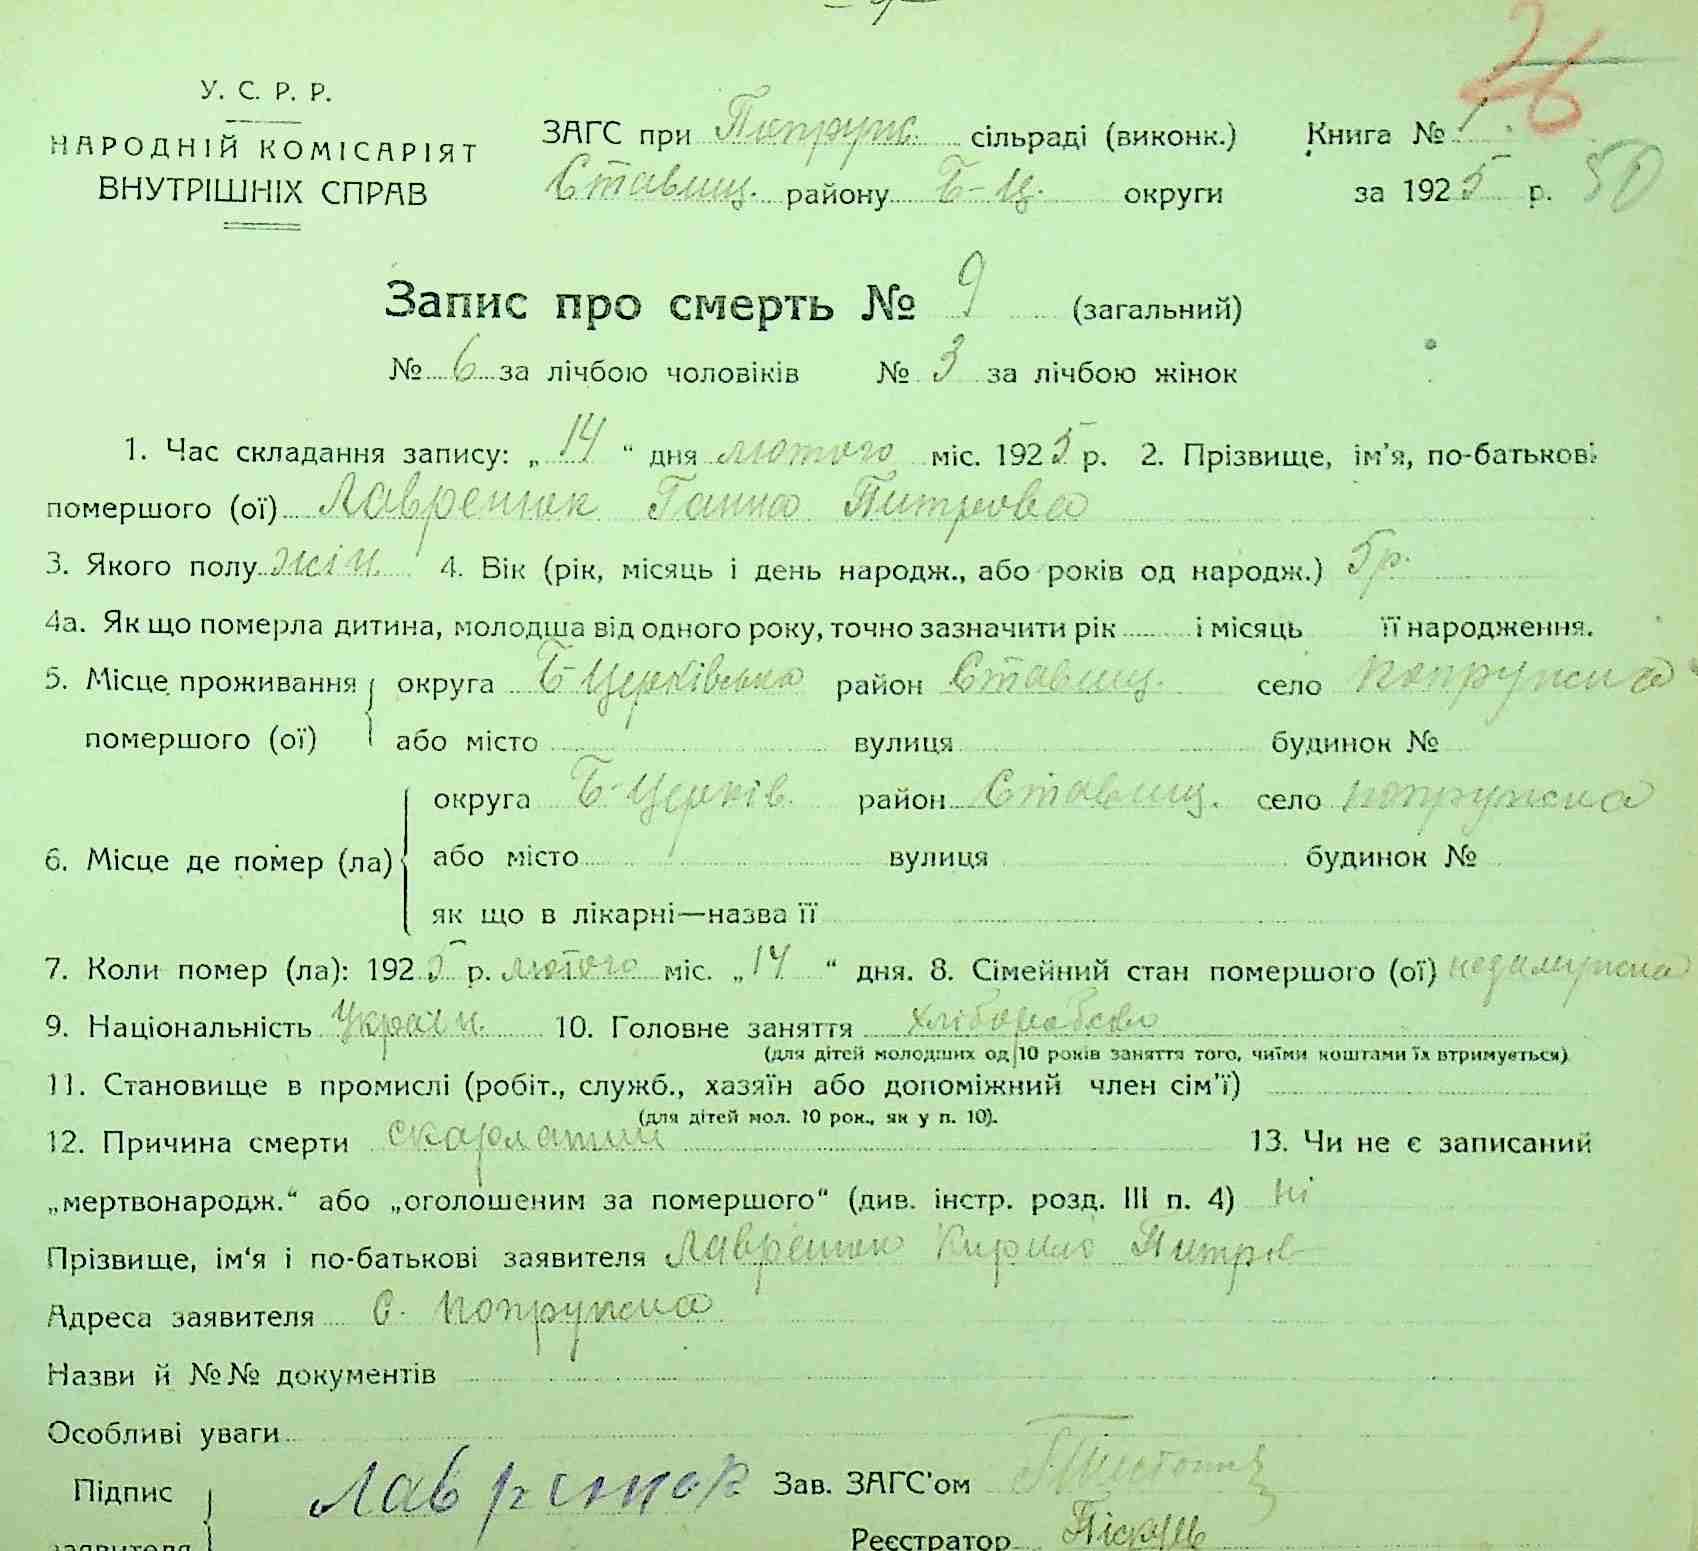 У. С. Р. Р.
НАРОДНІЙ КОМІСАРІЯТ
ВНУТРІШНІХ СПРАВ
26
50
ЗАГС при Попруж. сільраді (виконк.) Книга № 1
Ставищ. району Б-Ц. округи за 1925 р.
Запис про смерть № 9 (загальний)
№ 6 за лічбою чоловіків № 3 за лічбою жінок
1. Час складання запису: „14“ дня лютого міс. 1925 р. 2. Прізвище, ім'я, по-батькові
помершого (ої) Лавренюк Ганна Питрова
3. Якого полу жін. 4. Вік (рік, місяць і день народж., або років од народж.) 5 р.
4а. Як що померла дитина, молодша від одного року, точно зазначити рік і місяць її народження.
5. Місце проживання округа Б-Церківська район Ставищ. село Попружна
помершого (ої) або місто вулиця будинок №
округа Б-Церків. район Ставищ. село Попружна
6. Місце де помер (ла) або місто вулиця будинок №
як що в лікарні—назва її
7. Коли помер (ла): 1925 р. лютого міс. „14“ дня. 8. Сімейний стан помершого (ої)
9. Національність Україн. 10. Головне заняття хліборобство
(для дітей молодших од 10 років заняття того, чиїми коштами їх втримується)
11. Становище в промислі (робіт., служб., хазяїн або допоміжний член сім'ї)
(для дітей мол. 10 рок., як у п. 10).
12. Причина смерти скарлатин 13. Чи не є записаний
„мертвонародж.“ або „оголошеним за помершого“ (див. інстр. розд. III п. 4) ні
Прізвище, ім'я і по-батькові заявителя Лавренюк Кирило Питров
Адреса заявителя с. Попружна
Назви й №№ документів
Особливі уваги
Підпис Лавренюк Зав. ЗАГС'ом
заявителя Реєстратор Піскун